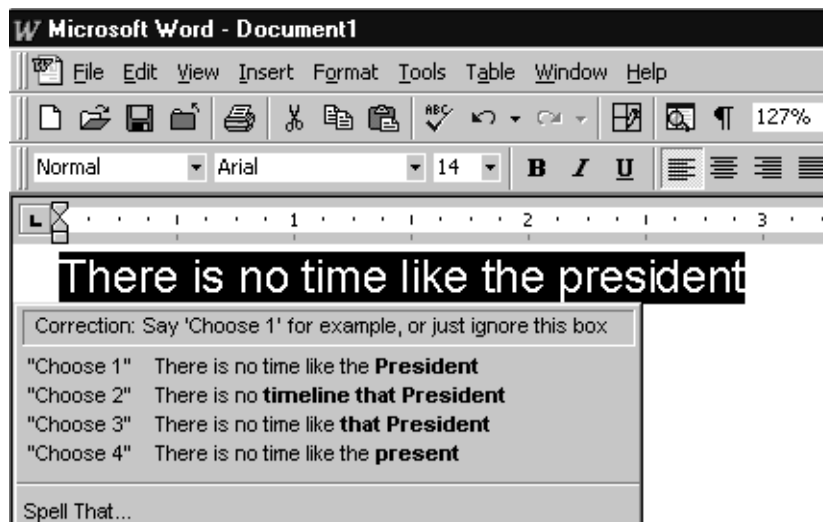 W Microsoft Word - Document1
W File Edit View Insert Format Tools Table Window Help
ABC ¶ 127%
Normal Arial 14 B I U
L 1 2 3
There is no time like the president
Correction: Say 'Choose 1' for example, or just ignore this box
"Choose 1" There is no time like the President
"Choose 2" There is no timeline that President
"Choose 3" There is no time like that President
"Choose 4" There is no time like the present
Spell That...